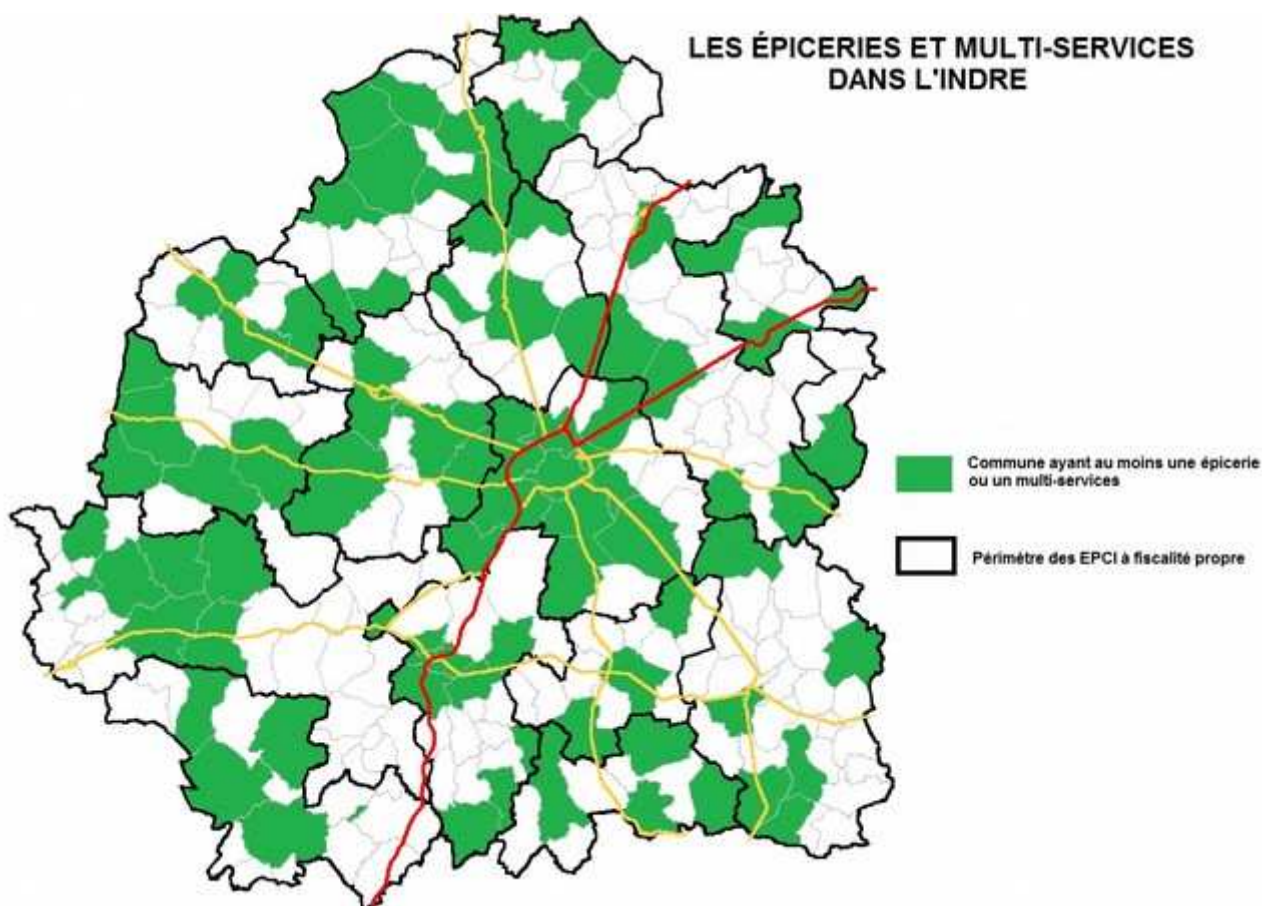 LES ÉPICERIES ET MULTI-SERVICES
DANS L'INDRE
Commune ayant au moins une épicerie
ou un multi-services
Périmètre des EPCI à fiscalité propre